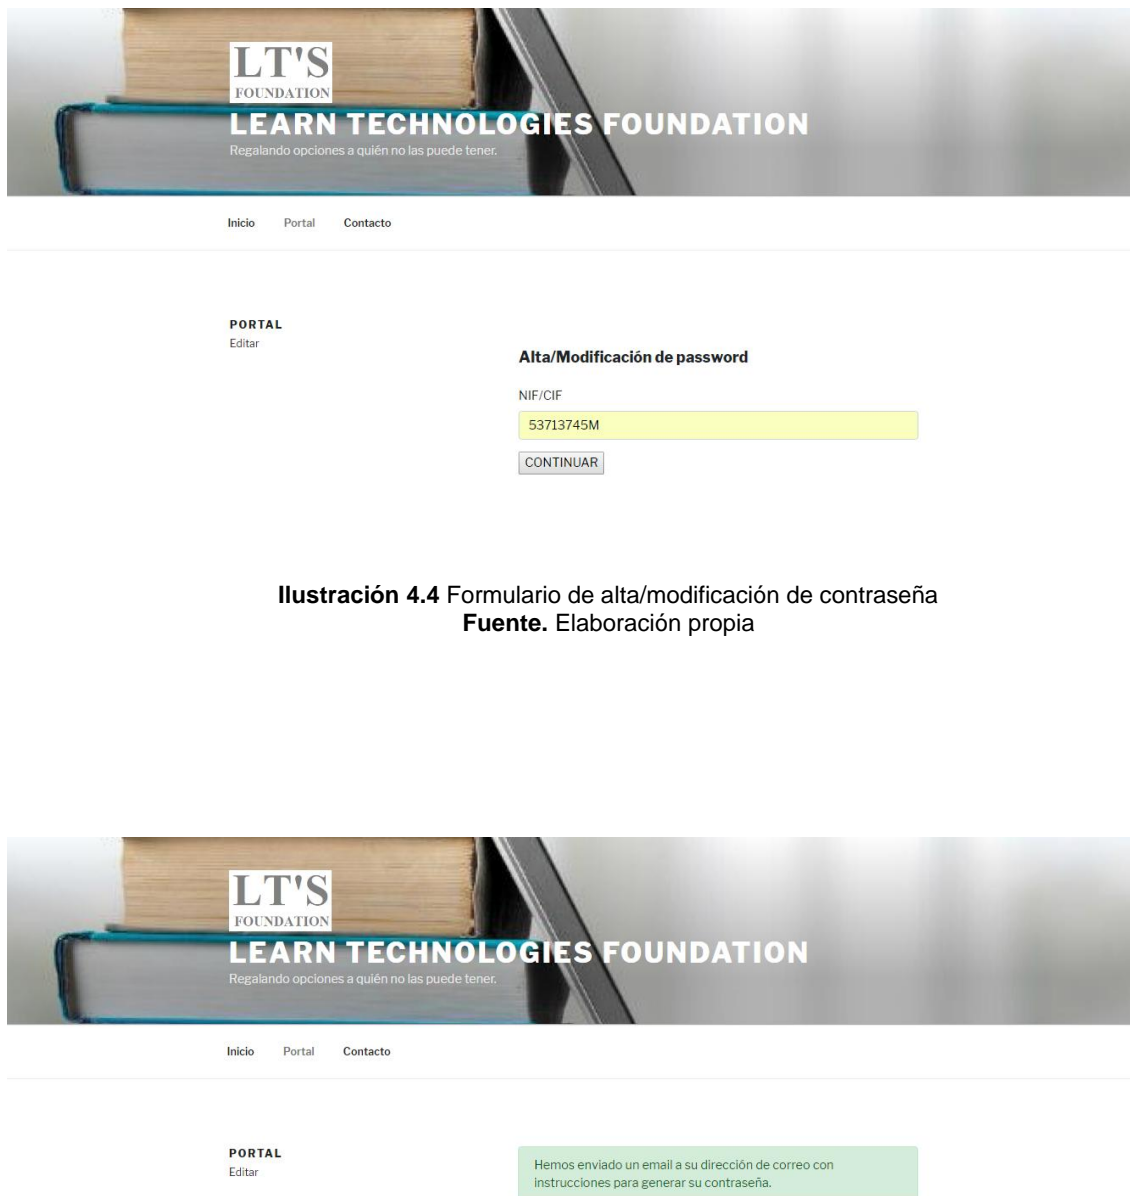 LT'S
FOUNDATION
LEARN TECHNOLOGIES FOUNDATION
Regalando opciones a quién no las puede tener.
Inicio Portal Contacto
PORTAL
Editar
Alta/Modificación de password
NIF/CIF
53713745M
CONTINUAR
Ilustración 4.4 Formulario de alta/modificación de contraseña
Fuente. Elaboración propia
LT'S
FOUNDATION
LEARN TECHNOLOGIES FOUNDATION
Regalando opciones a quién no las puede tener.
Inicio Portal Contacto
PORTAL
Editar
Hemos enviado un email a su dirección de correo con
instrucciones para generar su contraseña.